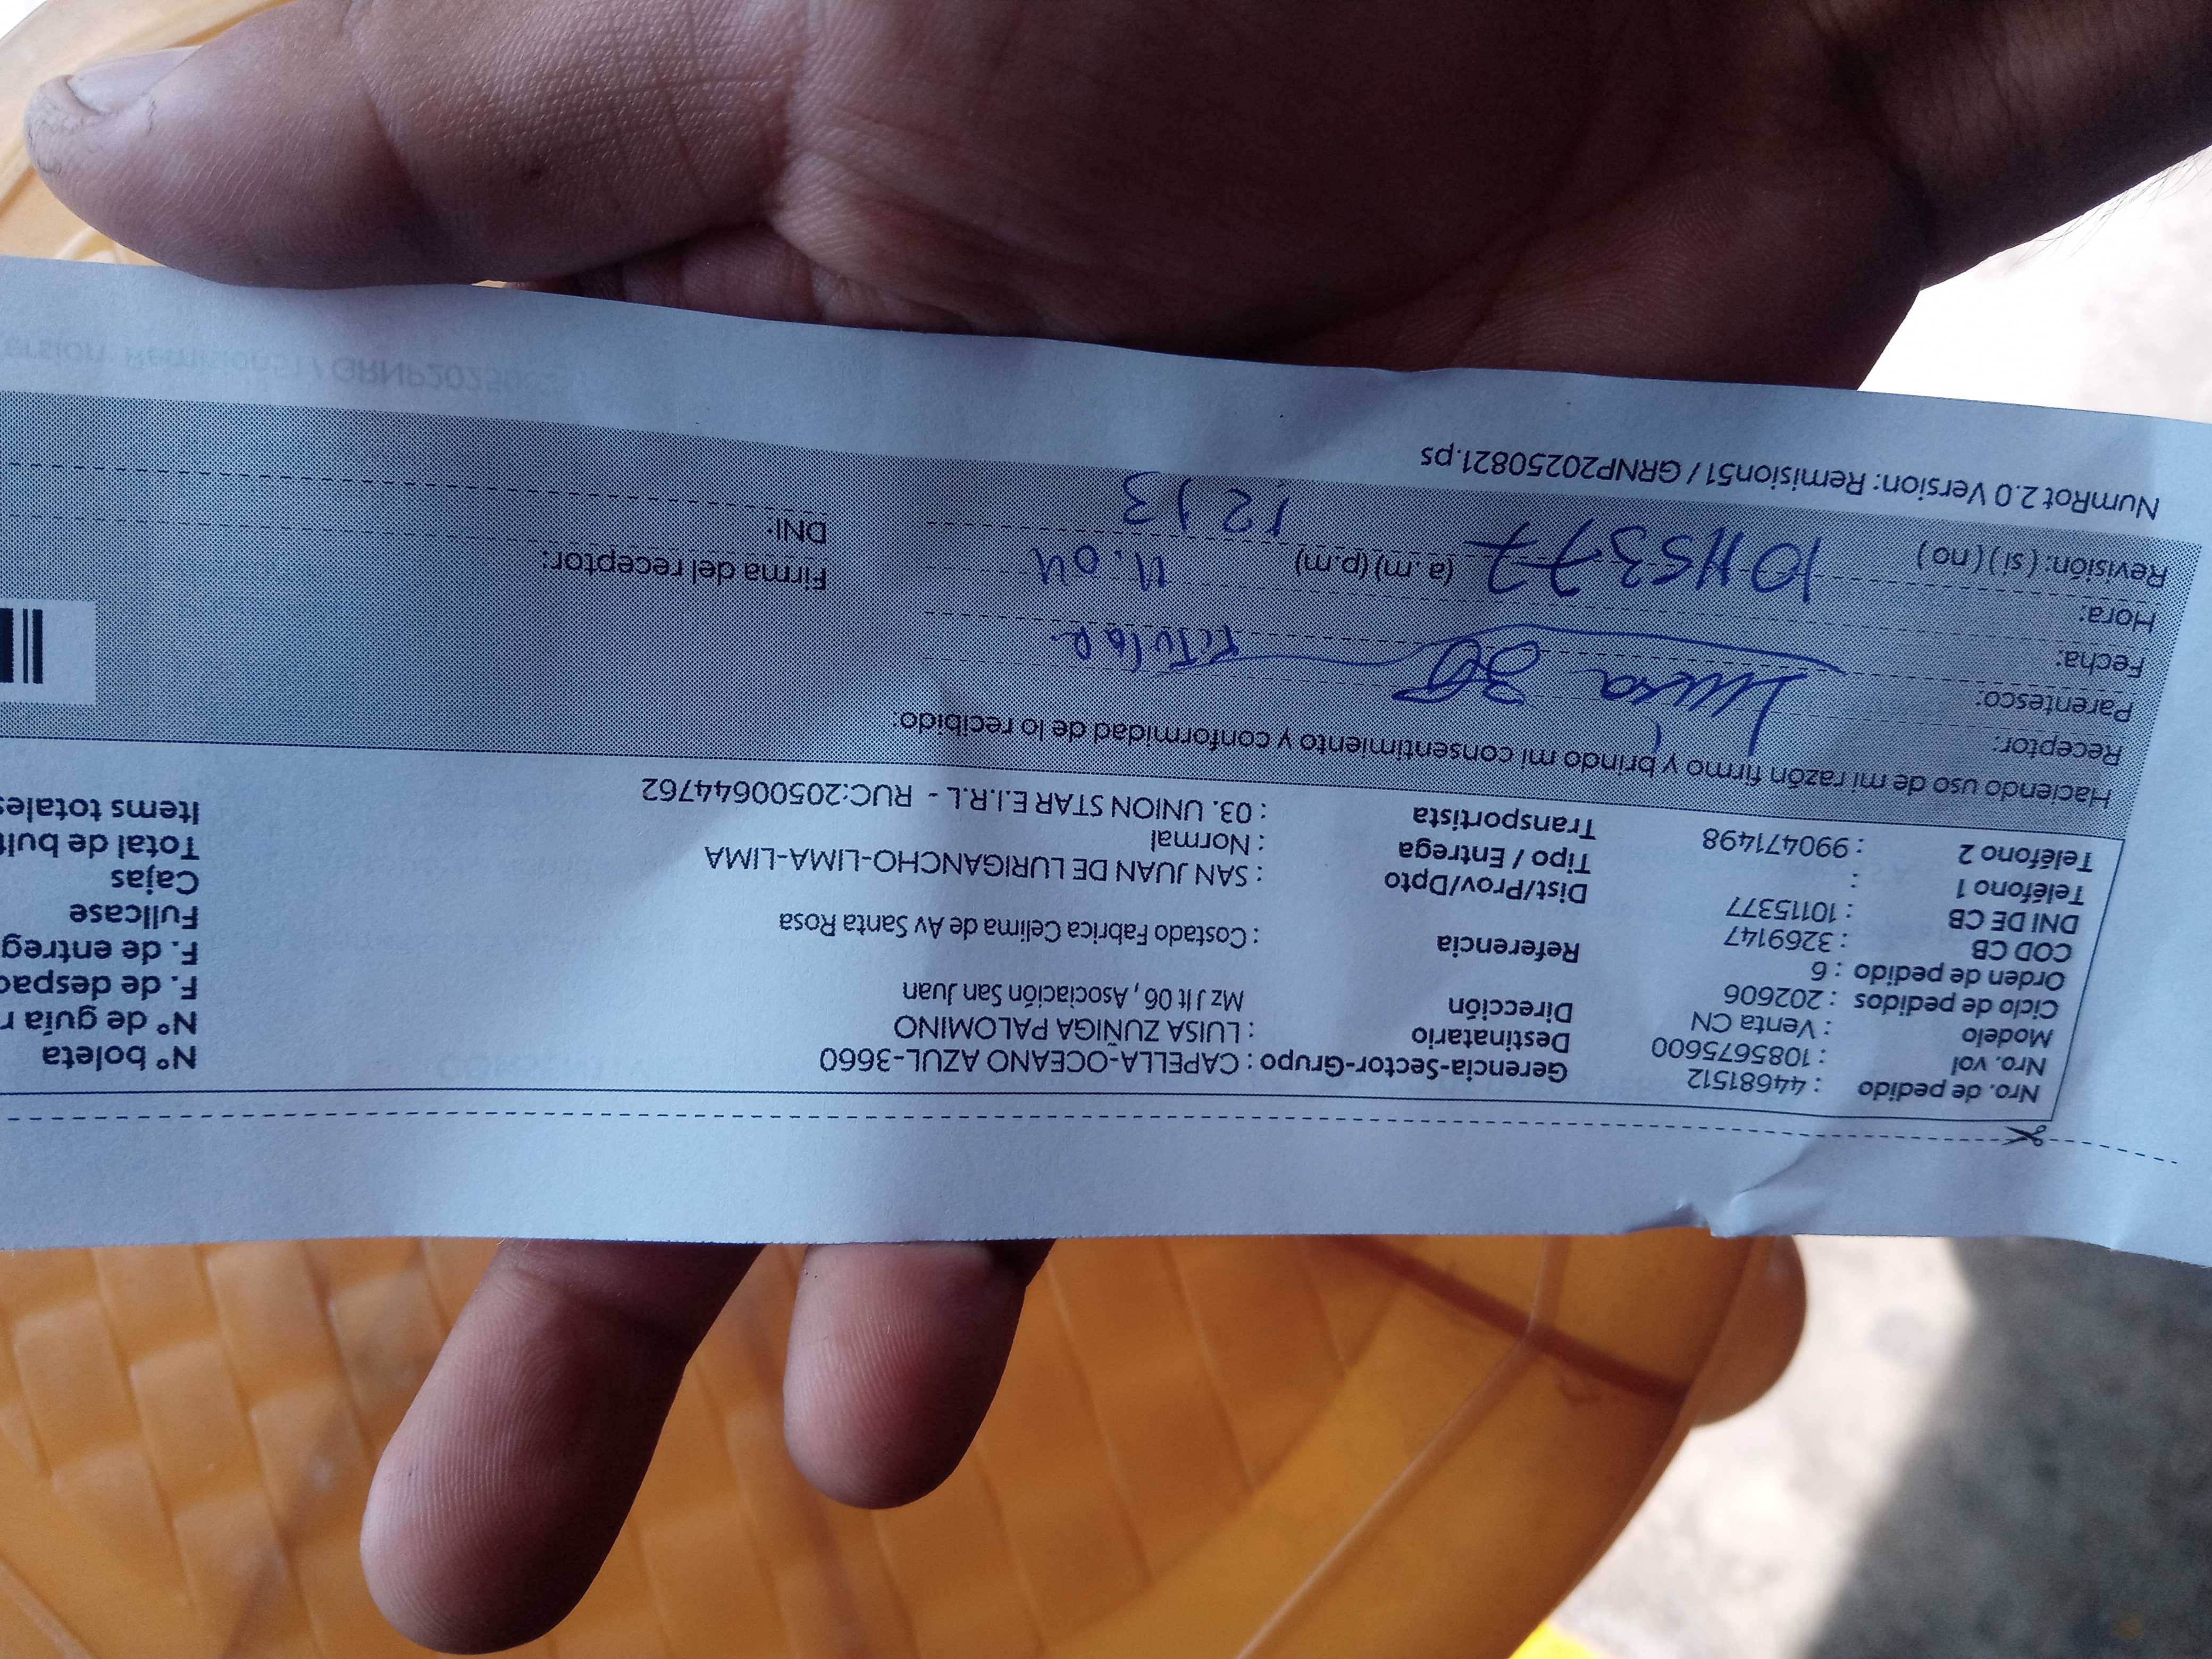 Nro. de pedido : 44681512 Gerencia-Sector-Grupo : CAPELLA-OCEANO AZUL-3660 N° boleta
Nro. vol : 1085675600 Destinatario : LUISA ZUÑIGA PALOMINO N° de guía r
Modelo : Venta CN Dirección Mz J lt 06 , Asociación San Juan F. de despac
Ciclo de pedidos : 202606 F. de entreg
Orden de pedido : 6 Referencia : Costado Fabrica Celima de Av Santa Rosa Fullcase
COD CB : 3269147 Cajas
DNI DE CB : 10115377 Dist/Prov/Dpto : SAN JUAN DE LURIGANCHO-LIMA-LIMA Total de bult
Teléfono 1 : Tipo / Entrega : Normal Items totales
Teléfono 2 : 990471498 Transportista : 03. UNION STAR E.I.R.L - RUC:20500644762
Haciendo uso de mi razón firmo y brindo mi consentimiento y conformidad de lo recibido:
Receptor: Luisa
Parentesco: TiTular
Fecha:
Hora: 10115377 (a.m) (p.m) 11.04 Firma del receptor:
Revisión: ( si ) ( no ) 1213 DNI:
NumRot 2.0 Version: Remision51 / GRNP20250821.ps